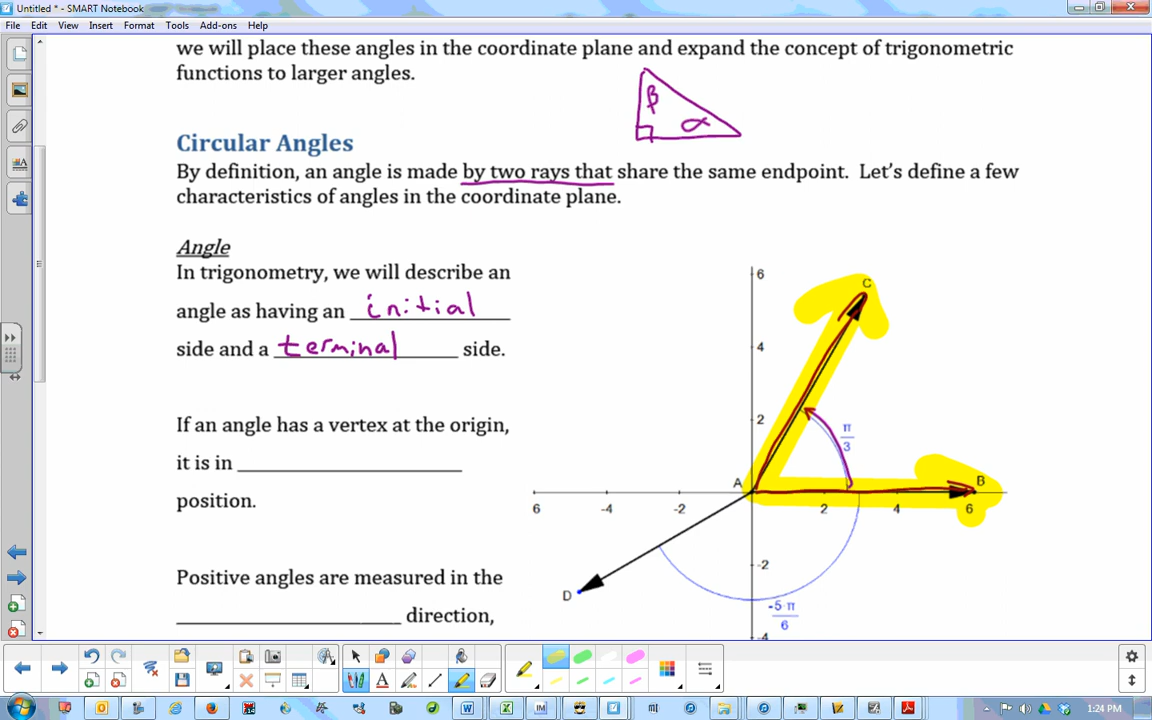 Untitled * - SMART Notebook
File Edit View Insert Format Tools Add-ons Help
we will place these angles in the coordinate plane and expand the concept of trigonometric
functions to larger angles.
β
α
Circular Angles
By definition, an angle is made by two rays that share the same endpoint. Let's define a few
characteristics of angles in the coordinate plane.
Angle
In trigonometry, we will describe an
angle as having an initial
side and a terminal side.
If an angle has a vertex at the origin,
it is in ____________________
position.
Positive angles are measured in the
____________________ direction,
6
C
4
2
π
3
A
B
6
-4
-2
2
4
6
-2
D
-5 π
6
-4
1:24 PM